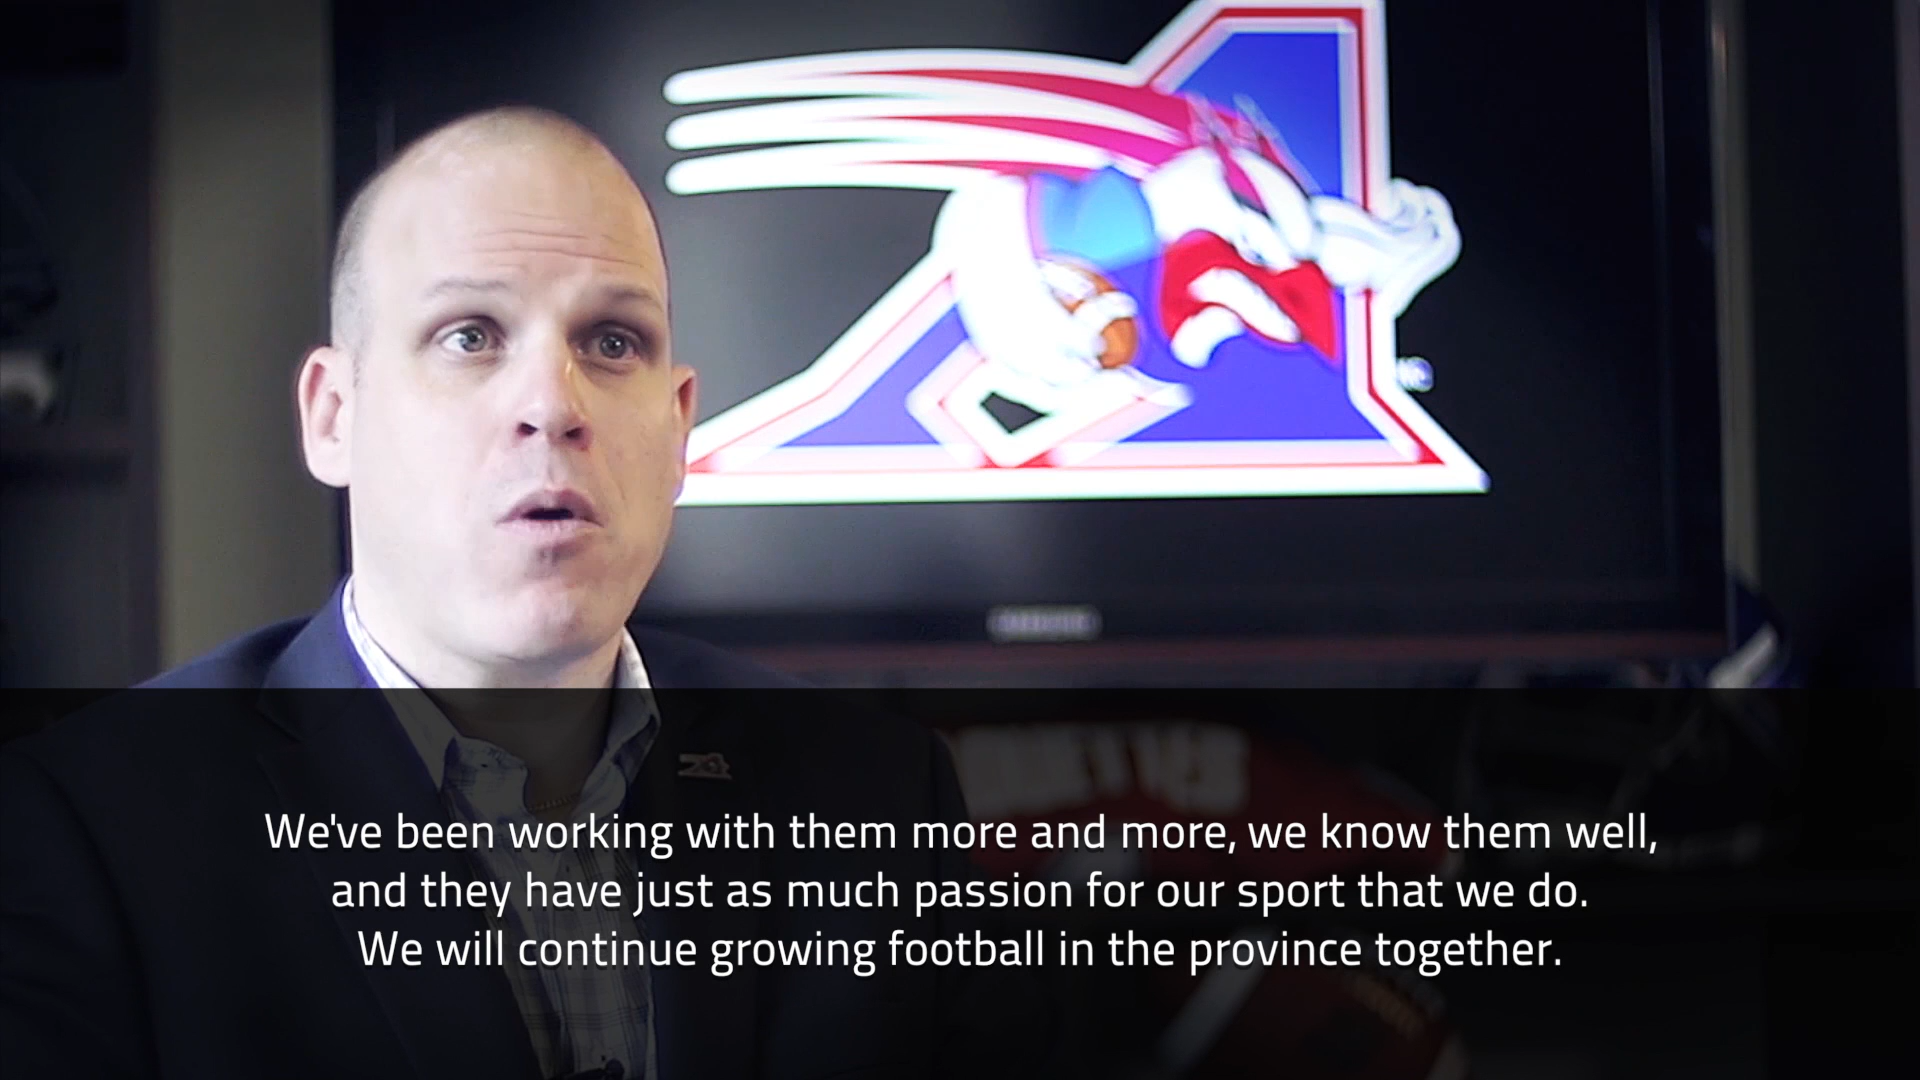 We've been working with them more and more, we know them well,
and they have just as much passion for our sport that we do.
We will continue growing football in the province together.